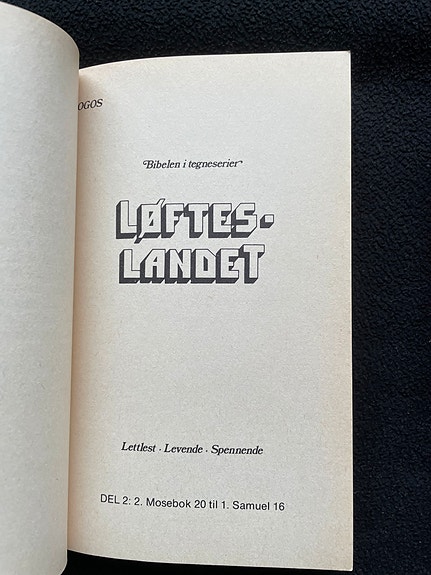 OGOS
Bibelen i tegneserier
LØFTES-
LANDET
Lettlest · Levende · Spennende
DEL 2: 2. Mosebok 20 til 1. Samuel 16